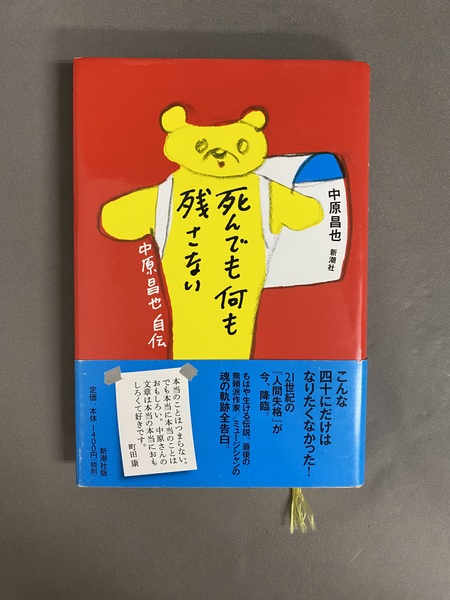 死んでも何も
残さない
中原昌也 自伝
中原昌也
新潮社
こんな
四十にだけは
なりたくなかった!
21世紀の
『人間失格』が
今、降臨。
もはや生ける伝説、最後の
無頼派作家=ミュージシャンの
魂の軌跡全告白。
本当のことはつまらない。
でも本当に本当のことは
おもしろい。中原さんの
文章は本当の本当におも
しろくて好きです。
町田 康
新潮社版
定価:本体1400円(税別)